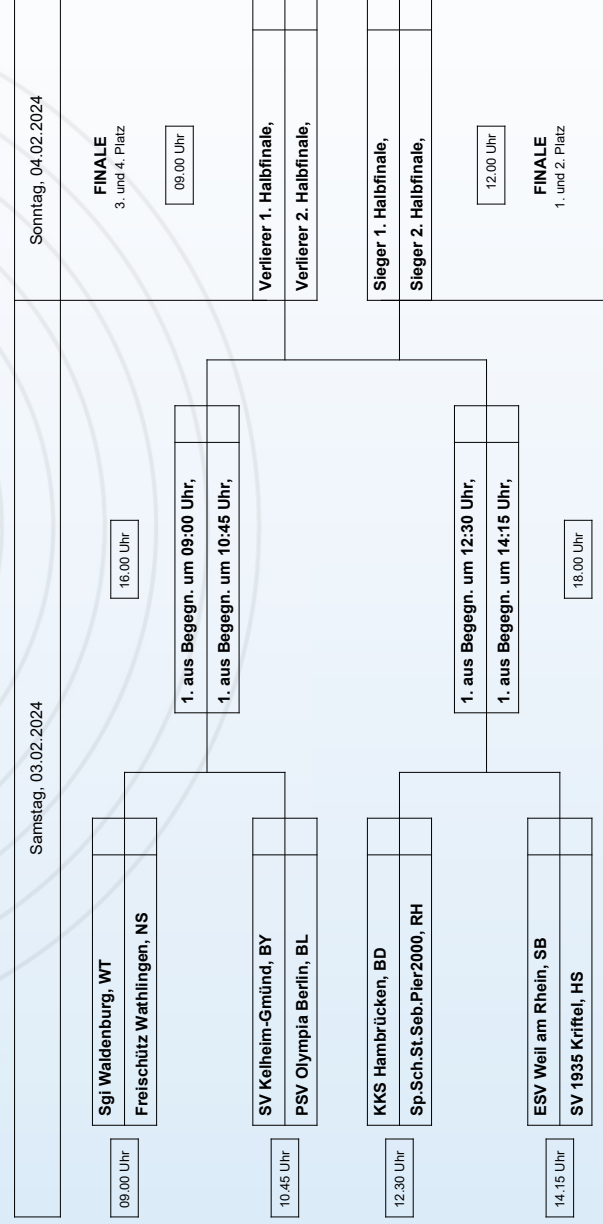 Samstag, 03.02.2024
Sonntag, 04.02.2024
09.00 Uhr
Sgi Waldenburg, WT
Freischütz Wathlingen, NS
10.45 Uhr
SV Kelheim-Gmünd, BY
PSV Olympia Berlin, BL
12.30 Uhr
KKS Hambrücken, BD
Sp.Sch.St.Seb.Pier2000, RH
14.15 Uhr
ESV Weil am Rhein, SB
SV 1935 Kriftel, HS
16.00 Uhr
1. aus Begegn. um 09:00 Uhr,
1. aus Begegn. um 10:45 Uhr,
1. aus Begegn. um 12:30 Uhr,
1. aus Begegn. um 14:15 Uhr,
18.00 Uhr
FINALE
3. und 4. Platz
09.00 Uhr
Verlierer 1. Halbfinale,
Verlierer 2. Halbfinale,
Sieger 1. Halbfinale,
Sieger 2. Halbfinale,
12.00 Uhr
FINALE
1. und 2. Platz